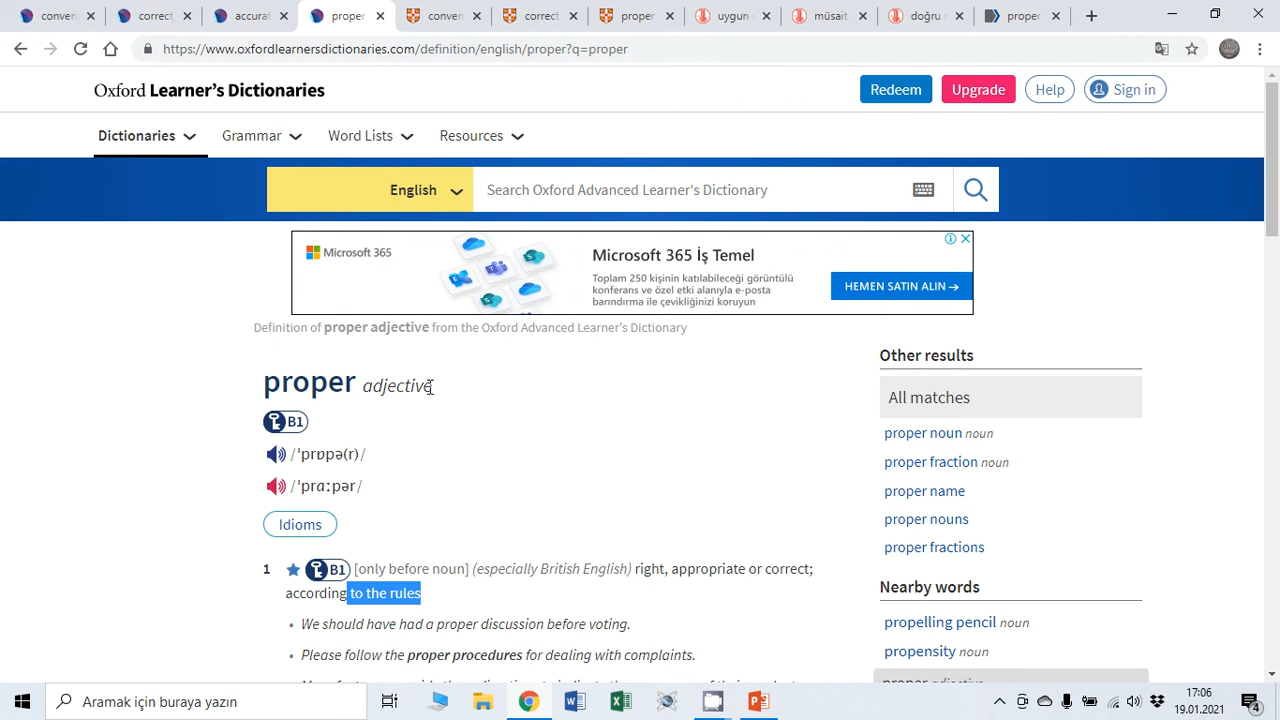 conven
correct
accurat
proper
conven
correct
proper
uygun
müsait
doğru
proper
https://www.oxfordlearnersdictionaries.com/definition/english/proper?q=proper
Oxford Learner's Dictionaries
Redeem
Upgrade
Help
Sign in
Dictionaries
Grammar
Word Lists
Resources
English
Search Oxford Advanced Learner's Dictionary
Microsoft 365
Microsoft 365 İş Temel
Toplam 250 kişinin katılabileceği görüntülü
konferans ve özel etki alanıyla e-posta
barındırma ile çevikliğinizi koruyun
HEMEN SATIN ALIN →
Definition of proper adjective from the Oxford Advanced Learner's Dictionary
proper adjective
B1
/ˈprɒpə(r)/
/ˈprɑːpər/
Idioms
1 B1 [only before noun] (especially British English) right, appropriate or correct;
according to the rules
• We should have had a proper discussion before voting.
• Please follow the proper procedures for dealing with complaints.
Other results
All matches
proper noun noun
proper fraction noun
proper name
proper nouns
proper fractions
Nearby words
propelling pencil noun
propensity noun
proper adjective
Aramak için buraya yazın
17:06
19.01.2021
4